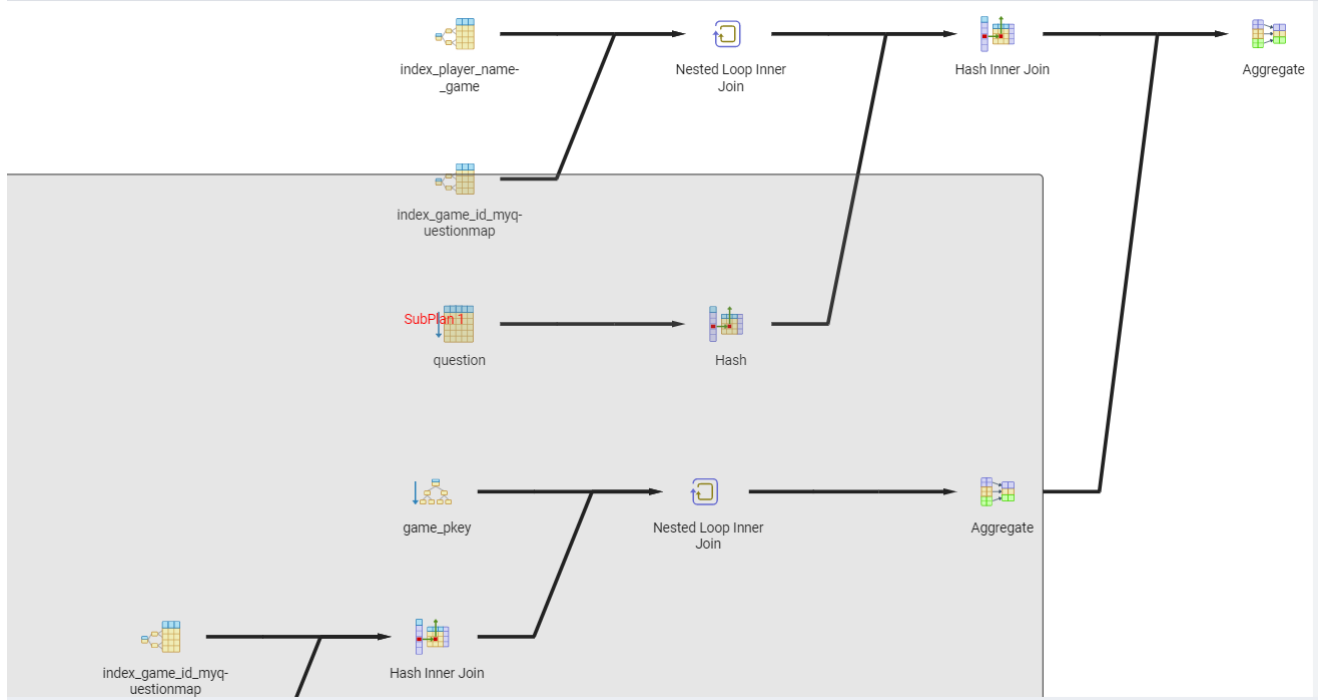 index_player_name-
_game
Nested Loop Inner
Join
Hash Inner Join
Aggregate
index_game_id_myq-
uestionmap
SubPlan 1
question
Hash
game_pkey
Nested Loop Inner
Join
Aggregate
index_game_id_myq-
uestionmap
Hash Inner Join